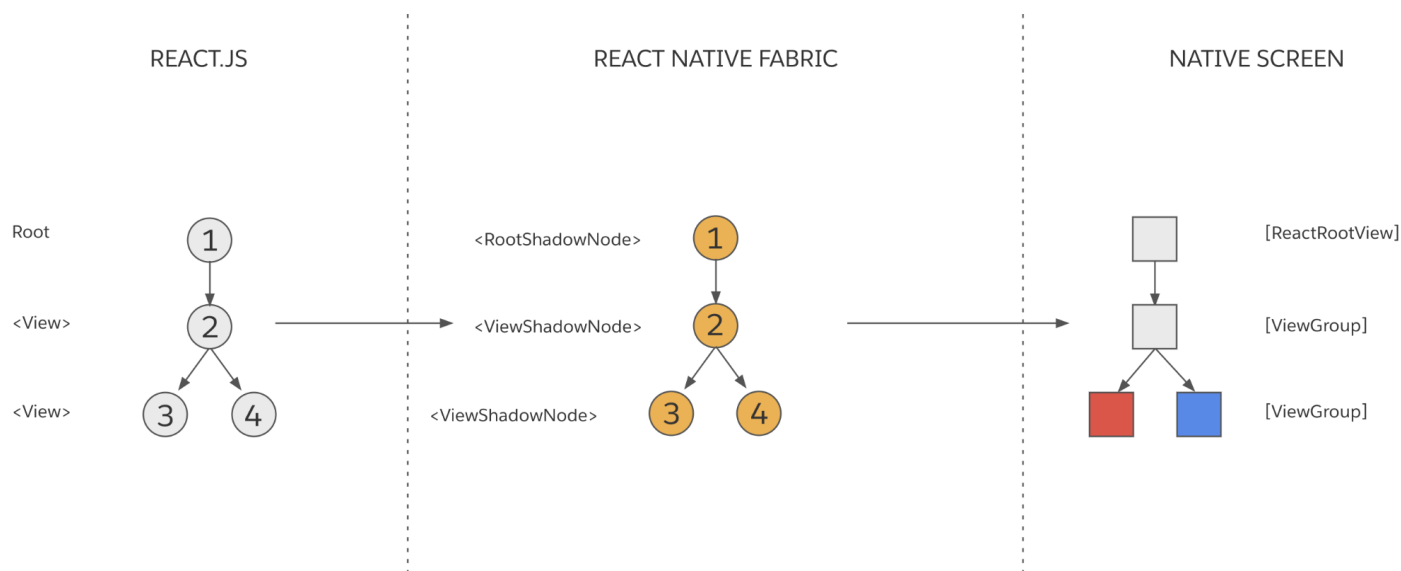 REACT.JS
REACT NATIVE FABRIC
NATIVE SCREEN
Root
1
<RootShadowNode>
1
[ReactRootView]
<View>
2
<ViewShadowNode>
2
[ViewGroup]
<View>
3
4
<ViewShadowNode>
3
4
[ViewGroup]